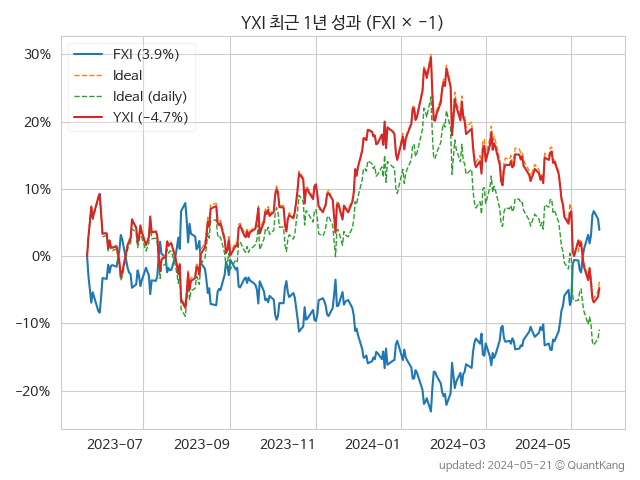 YXI 최근 1년 성과 (FXI × −1)
FXI (3.9%)
Ideal
Ideal (daily)
YXI (−4.7%)
30%
20%
10%
0%
−10%
−20%
2023−07
2023−09
2023−11
2024−01
2024−03
2024−05
updated: 2024−05−21 © QuantKang